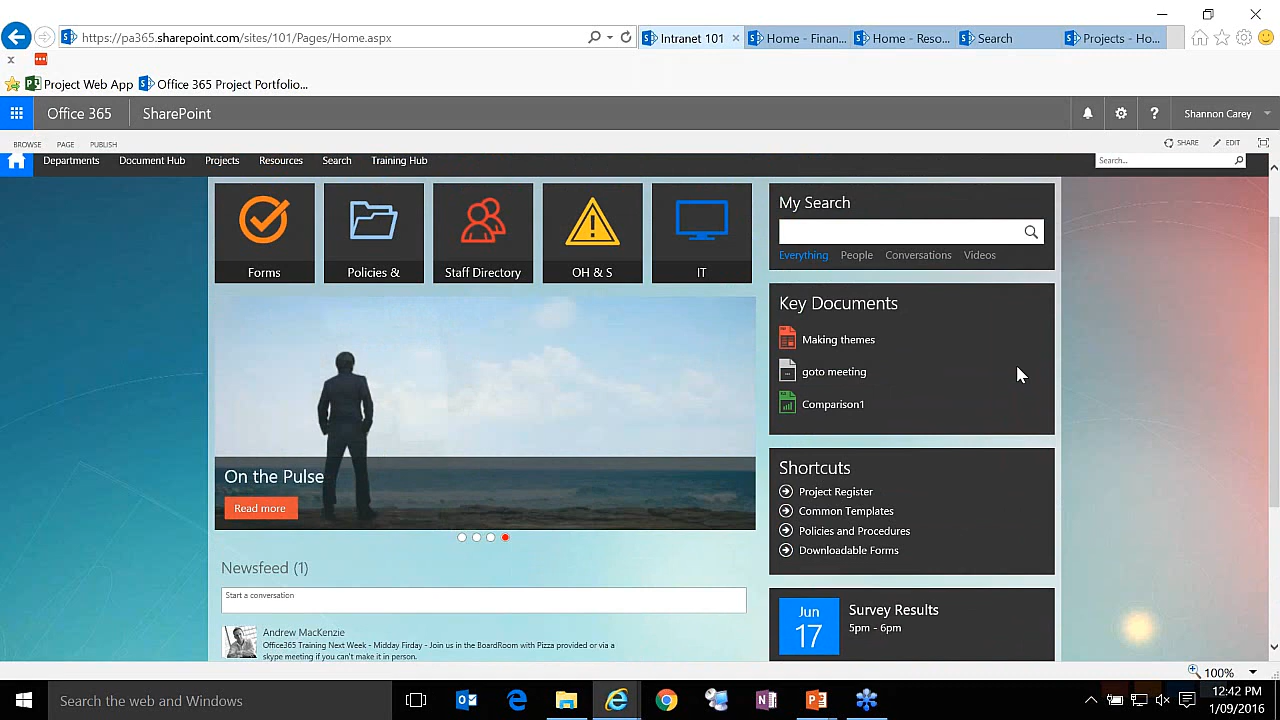 https://pa365.sharepoint.com/sites/101/Pages/Home.aspx
Intranet 101
Home - Finan...
Home - Reso...
Search
Projects - Ho...
Project Web App
Office 365 Project Portfolio...
Office 365
SharePoint
Shannon Carey
BROWSE
PAGE
PUBLISH
SHARE
EDIT
Departments
Document Hub
Projects
Resources
Search
Training Hub
Search...
Forms
Policies &
Staff Directory
OH & S
IT
My Search
Everything
People
Conversations
Videos
Key Documents
Making themes
goto meeting
Comparison1
On the Pulse
Read more
Shortcuts
Project Register
Common Templates
Policies and Procedures
Downloadable Forms
Newsfeed (1)
Start a conversation
Andrew MacKenzie
Office365 Training Next Week - Midday Firday - Join us in the BoardRoom with Pizza provided or via a
skype meeting if you can't make it in person.
Jun
17
Survey Results
5pm - 6pm
100%
Search the web and Windows
12:42 PM
1/09/2016